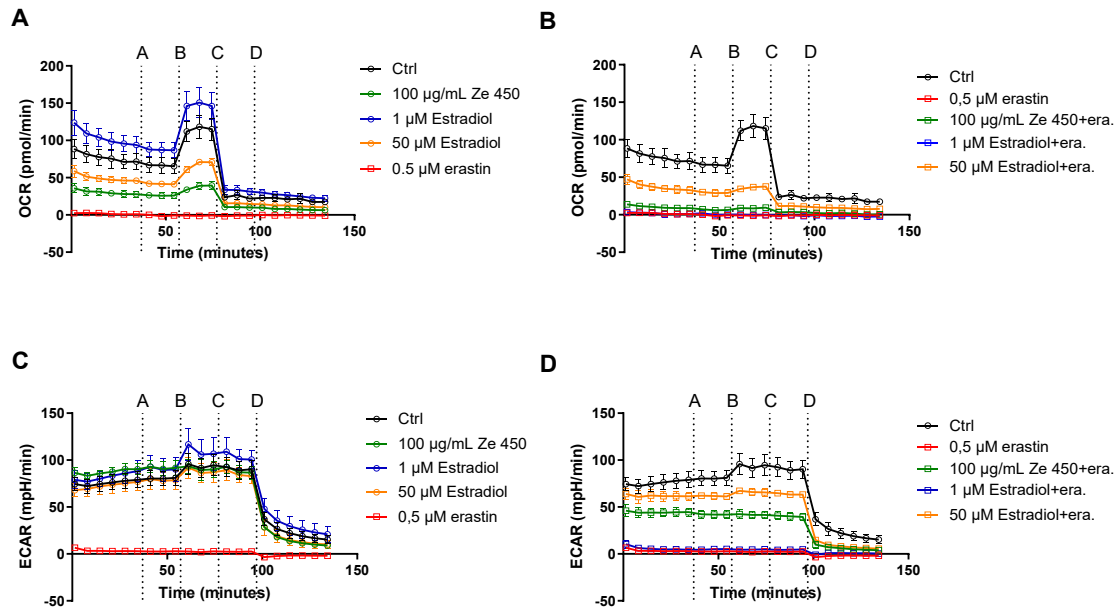 A
A B C D
OCR (pmol/min)
200
150
100
50
0
-50
50 100 150
Time (minutes)
Ctrl
100 µg/mL Ze 450
1 µM Estradiol
50 µM Estradiol
0.5 µM erastin
B
A B C D
OCR (pmol/min)
200
150
100
50
0
-50
50 100 150
Time (minutes)
Ctrl
0,5 µM erastin
100 µg/mL Ze 450+era.
1 µM Estradiol+era.
50 µM Estradiol+era.
C
A B C D
ECAR (mpH/min)
150
100
50
0
-50
50 100 150
Time (minutes)
Ctrl
100 µg/mL Ze 450
1 µM Estradiol
50 µM Estradiol
0,5 µM erastin
D
A B C D
ECAR (mpH/min)
150
100
50
0
-50
50 100 150
Time (minutes)
Ctrl
0,5 µM erastin
100 µg/mL Ze 450+era.
1 µM Estradiol+era.
50 µM Estradiol+era.